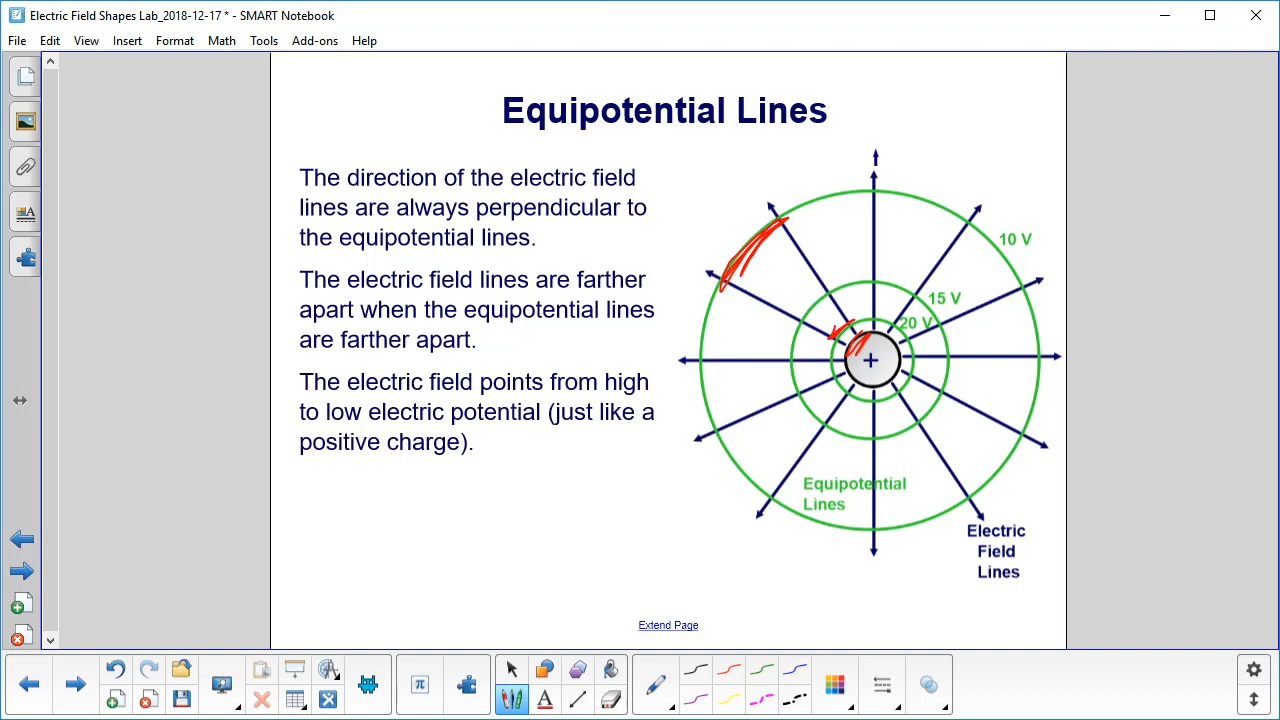 Electric Field Shapes Lab_2018-12-17 * - SMART Notebook
File Edit View Insert Format Math Tools Add-ons Help
Equipotential Lines
The direction of the electric field
lines are always perpendicular to
the equipotential lines.
The electric field lines are farther
apart when the equipotential lines
are farther apart.
The electric field points from high
to low electric potential (just like a
positive charge).
10 V
15 V
20 V
+
Equipotential
Lines
Electric
Field
Lines
Extend Page
π
A